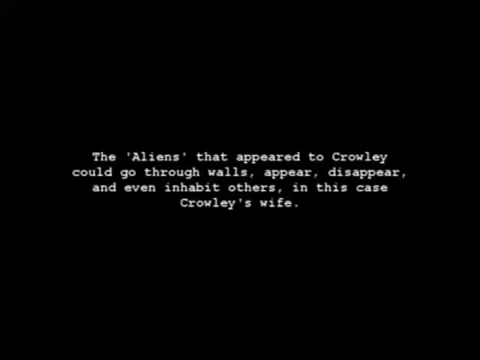 The 'Aliens' that appeared to Crowley
could go through walls, appear, disappear,
and even inhabit others, in this case
Crowley's wife.